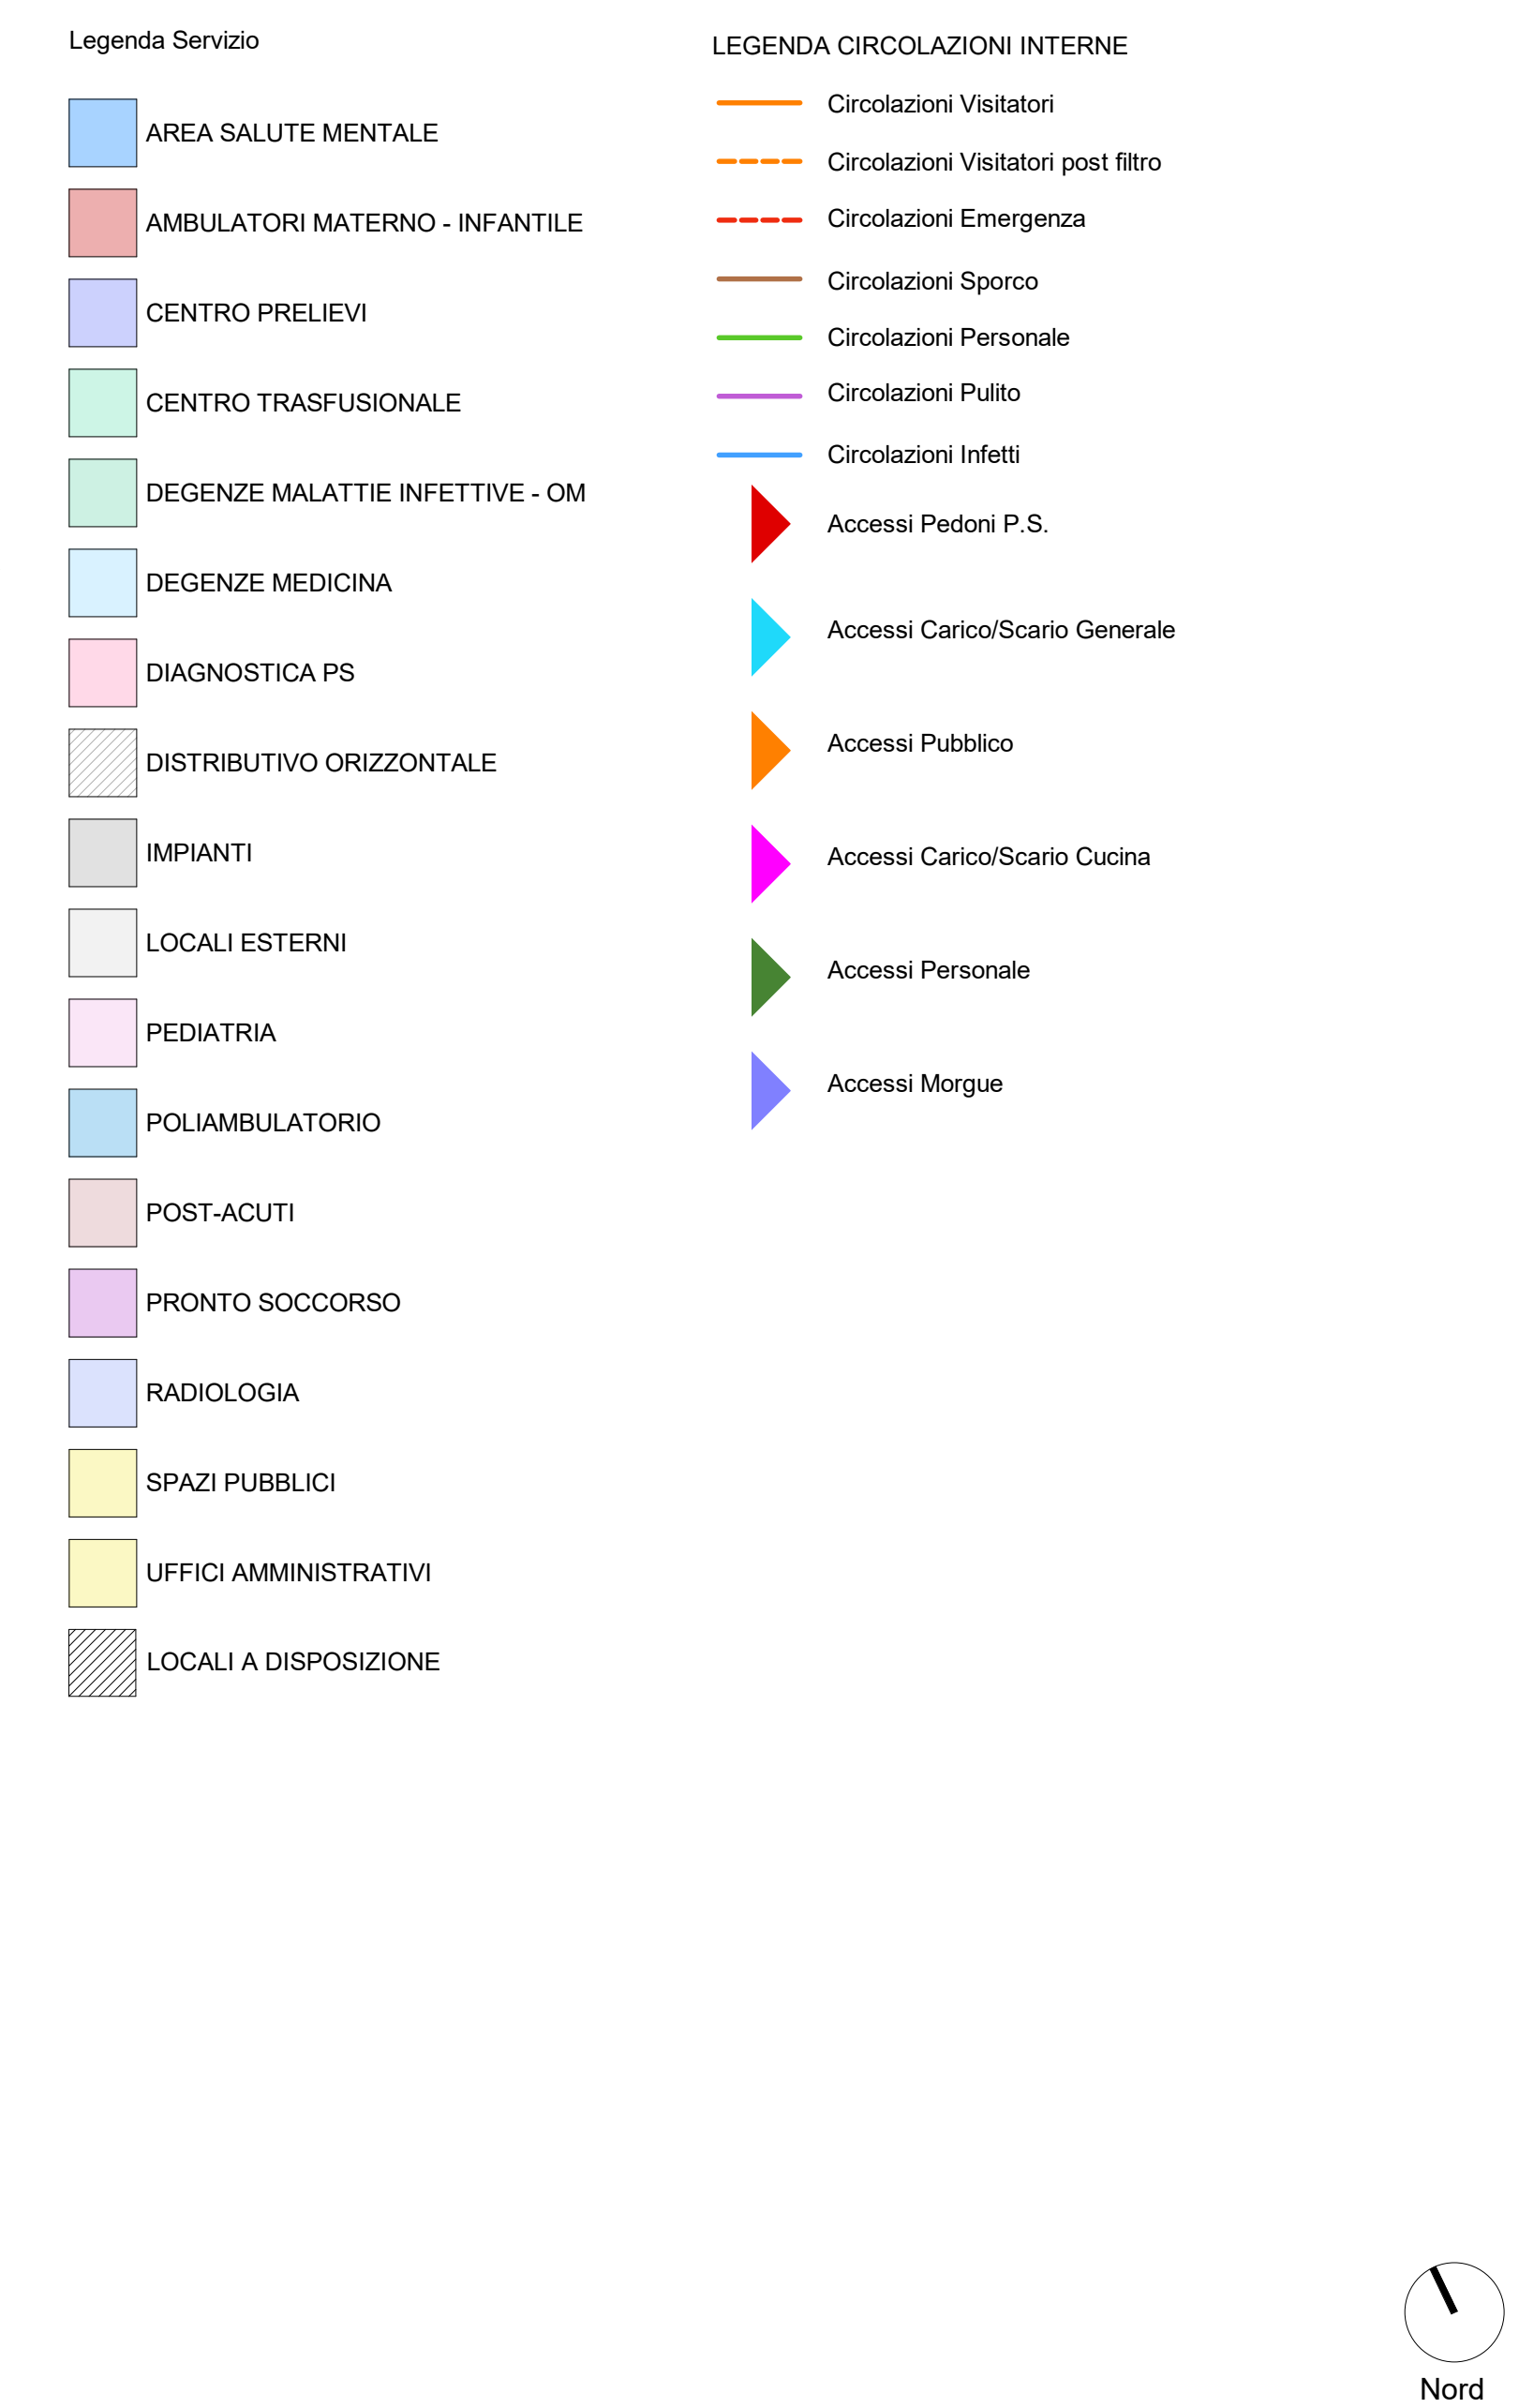 Legenda Servizio
AREA SALUTE MENTALE
AMBULATORI MATERNO - INFANTILE
CENTRO PRELIEVI
CENTRO TRASFUSIONALE
DEGENZE MALATTIE INFETTIVE - OM
DEGENZE MEDICINA
DIAGNOSTICA PS
DISTRIBUTIVO ORIZZONTALE
IMPIANTI
LOCALI ESTERNI
PEDIATRIA
POLIAMBULATORIO
POST-ACUTI
PRONTO SOCCORSO
RADIOLOGIA
SPAZI PUBBLICI
UFFICI AMMINISTRATIVI
LOCALI A DISPOSIZIONE
LEGENDA CIRCOLAZIONI INTERNE
Circolazioni Visitatori
Circolazioni Visitatori post filtro
Circolazioni Emergenza
Circolazioni Sporco
Circolazioni Personale
Circolazioni Pulito
Circolazioni Infetti
Accessi Pedoni P.S.
Accessi Carico/Scario Generale
Accessi Pubblico
Accessi Carico/Scario Cucina
Accessi Personale
Accessi Morgue
Nord